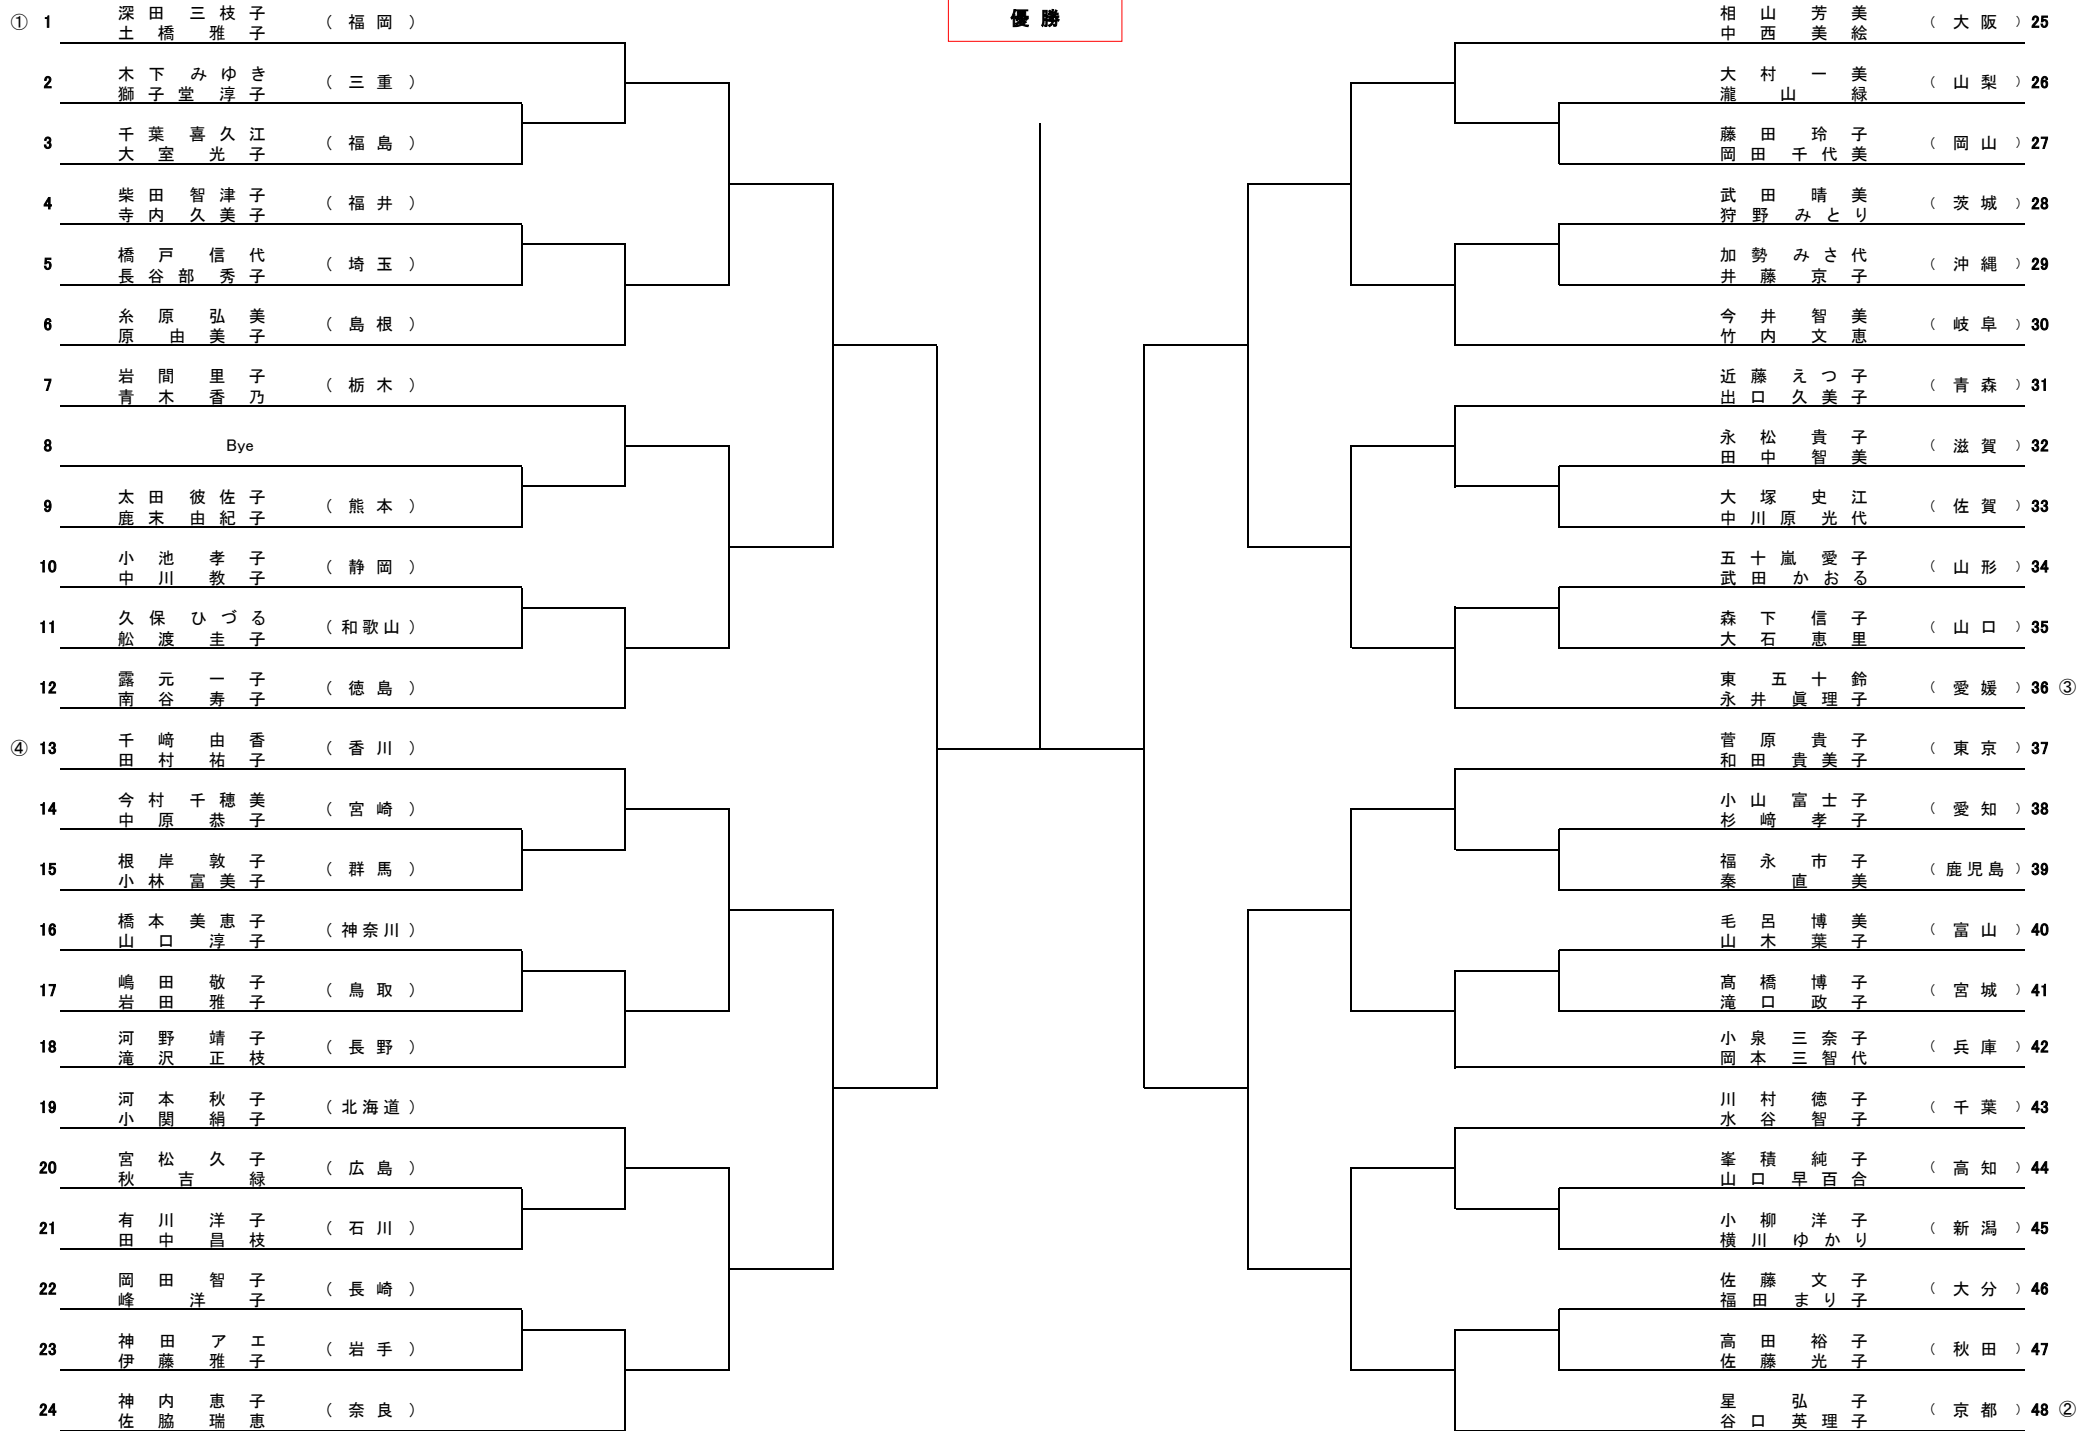 優勝
① 1 深田 三枝子 (福岡)
土橋 雅子
2 木下 みゆき (三重)
獅子堂 淳子
3 千葉 喜久江 (福島)
大室 光子
4 柴田 智津子 (福井)
寺内 久美子
5 橋戸 信代 (埼玉)
長谷部 秀子
6 糸原 弘美 (島根)
原 由美子
7 岩間 里子 (栃木)
青木 香乃
8 Bye
9 太田 彼佐子 (熊本)
鹿末 由紀子
10 小池 孝子 (静岡)
中川 教子
11 久保 ひづる (和歌山)
舩渡 圭子
12 露元 一子 (徳島)
南谷 寿子
④ 13 千﨑 由香 (香川)
田村 祐子
14 今村 千穂美 (宮崎)
中原 恭子
15 根岸 敦子 (群馬)
小林 富美子
16 橋本 美恵子 (神奈川)
山口 淳子
17 嶋田 敬子 (鳥取)
岩田 雅子
18 河野 靖子 (長野)
滝沢 正枝
19 河本 秋子 (北海道)
小関 絹子
20 宮松 久子 (広島)
秋吉 緑
21 有川 洋子 (石川)
田中 昌枝
22 岡田 智子 (長崎)
峰 洋子
23 神田 アエ (岩手)
伊藤 雅子
24 神内 恵子 (奈良)
佐脇 瑞恵
相山 芳美 (大阪) 25
中西 美絵
大村 一美 (山梨) 26
瀧山 緑
藤田 玲子 (岡山) 27
岡田 千代美
武田 晴美 (茨城) 28
狩野 みとり
加勢 みさ代 (沖縄) 29
井藤 京子
今井 智美 (岐阜) 30
竹内 文恵
近藤 えつ子 (青森) 31
出口 久美子
永松 貴子 (滋賀) 32
田中 智美
大塚 史江 (佐賀) 33
中川原 光代
五十嵐 愛子 (山形) 34
武田 かおる
森下 信子 (山口) 35
大石 恵里
東 五十鈴 (愛媛) 36 ③
永井 眞理子
菅原 貴子 (東京) 37
和田 貴美子
小山 富士子 (愛知) 38
杉﨑 孝子
福永 市子 (鹿児島) 39
秦 直美
毛呂 博美 (富山) 40
山木 葉子
髙橋 博子 (宮城) 41
滝口 政子
小泉 三奈子 (兵庫) 42
岡本 三智代
川村 徳子 (千葉) 43
水谷 智子
峯積 純子 (高知) 44
山口 早百合
小柳 洋子 (新潟) 45
横川 ゆかり
佐藤 文子 (大分) 46
福田 まり子
高田 裕子 (秋田) 47
佐藤 光子
星 弘子 (京都) 48 ②
谷口 英理子